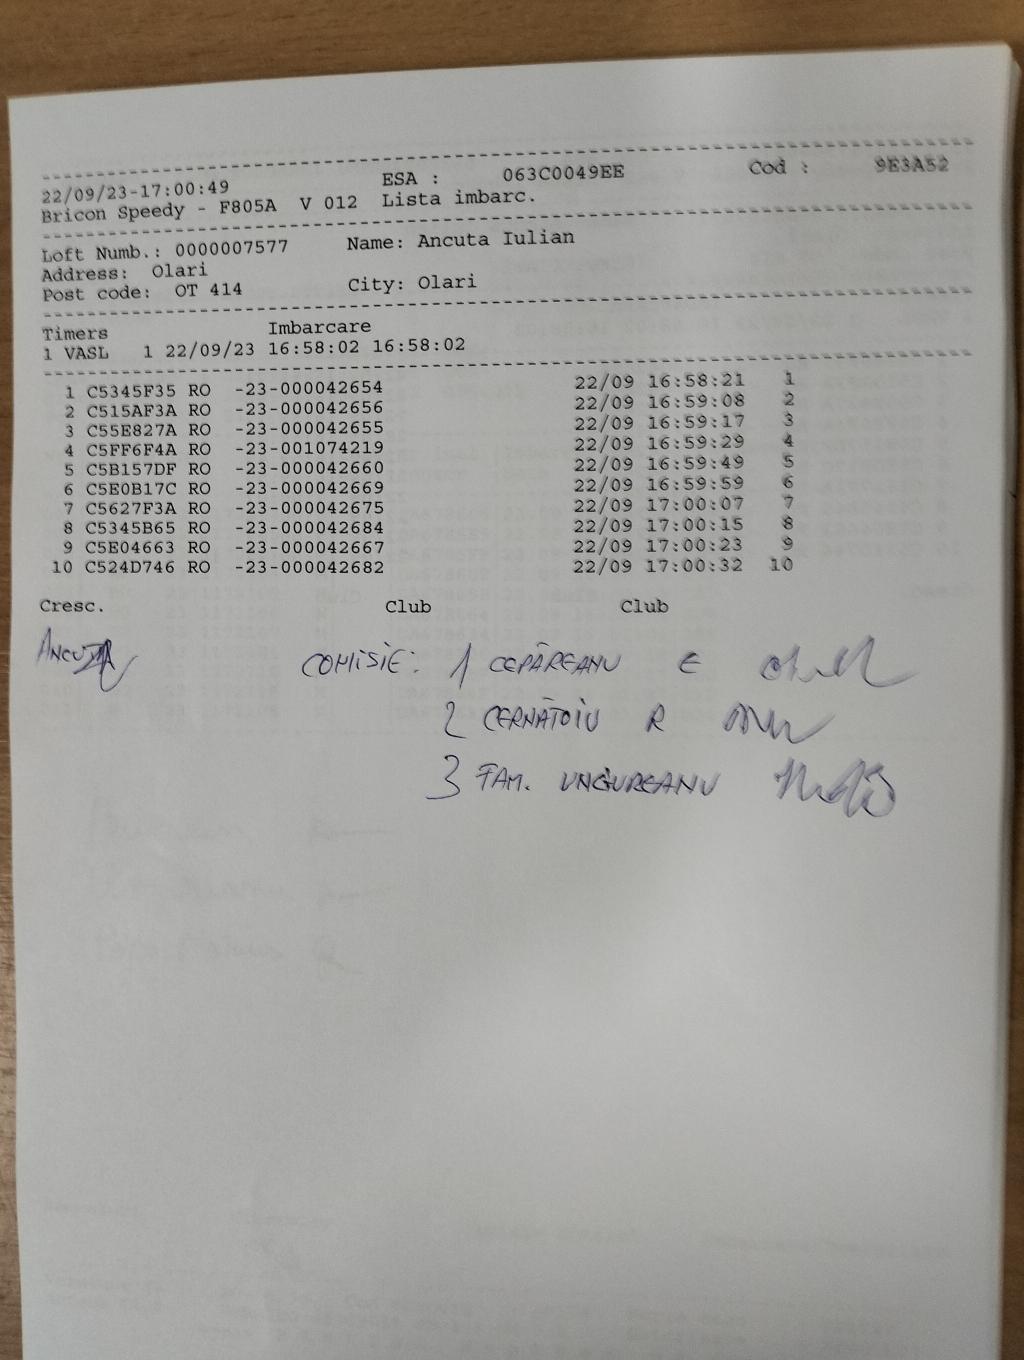 22/09/23-17:00:49 ESA : 063C0049EE Cod : 9E3A52
Bricon Speedy - F805A V 012 Lista imbarc.
Loft Numb.: 0000007577 Name: Ancuta Iulian
Address: Olari
Post code: OT 414 City: Olari
Timers Imbarcare
1 VASL 1 22/09/23 16:58:02 16:58:02
1 C5345F35 RO -23-000042654 22/09 16:58:21 1
2 C515AF3A RO -23-000042656 22/09 16:59:08 2
3 C55E827A RO -23-000042655 22/09 16:59:17 3
4 C5FF6F4A RO -23-001074219 22/09 16:59:29 4
5 C5B157DF RO -23-000042660 22/09 16:59:49 5
6 C5E0B17C RO -23-000042669 22/09 16:59:59 6
7 C5627F3A RO -23-000042675 22/09 17:00:07 7
8 C5345B65 RO -23-000042684 22/09 17:00:15 8
9 C5E04663 RO -23-000042667 22/09 17:00:23 9
10 C524D746 RO -23-000042682 22/09 17:00:32 10
Cresc. Club Club
ANCUTA COMISIE: 1 CEPĂREANU E
2 CERNĂTOIU R
3 FAM. UNGUREANU